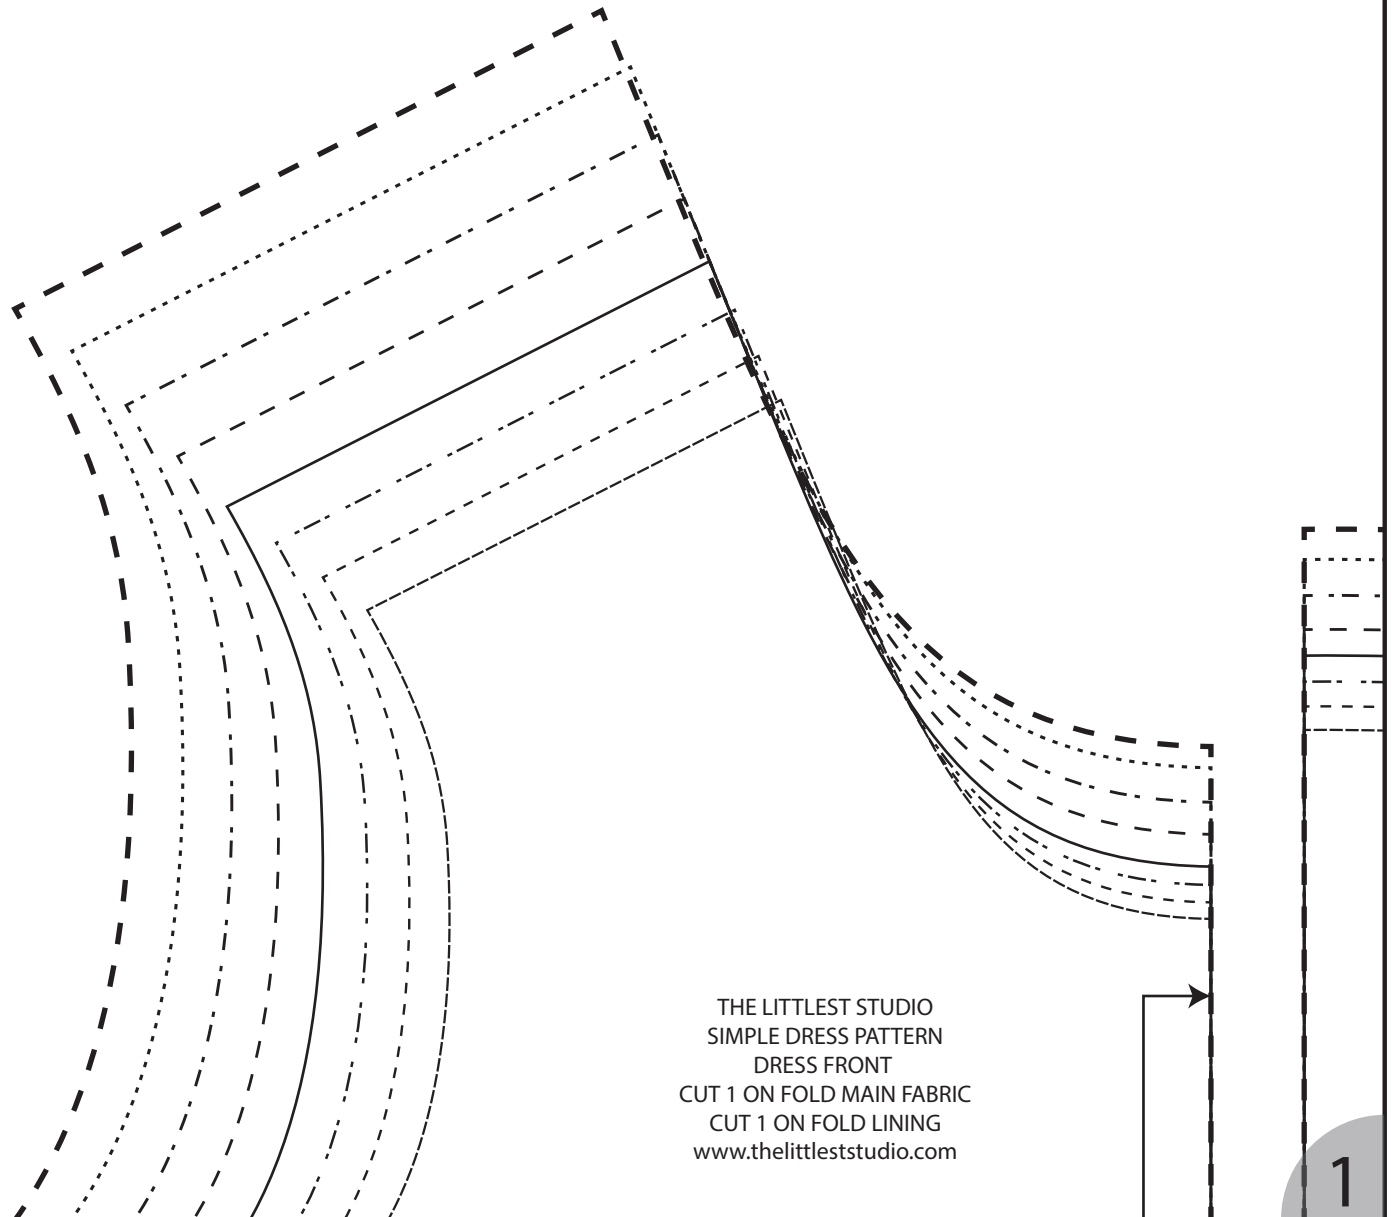 THE LITTLEST STUDIO
SIMPLE DRESS PATTERN
DRESS FRONT
CUT 1 ON FOLD MAIN FABRIC
CUT 1 ON FOLD LINING
www.thelittleststudio.com
1